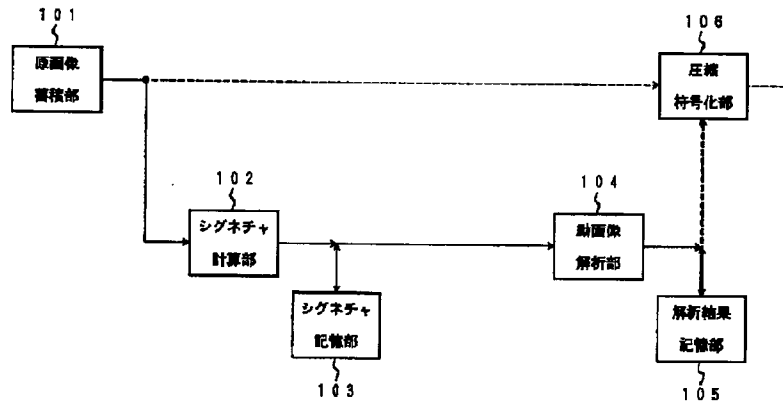 101
原画像
蓄積部
106
圧縮
符号化部
102
シグネチャ
計算部
104
動画像
解析部
シグネチャ
記憶部
103
解析結果
記憶部
105